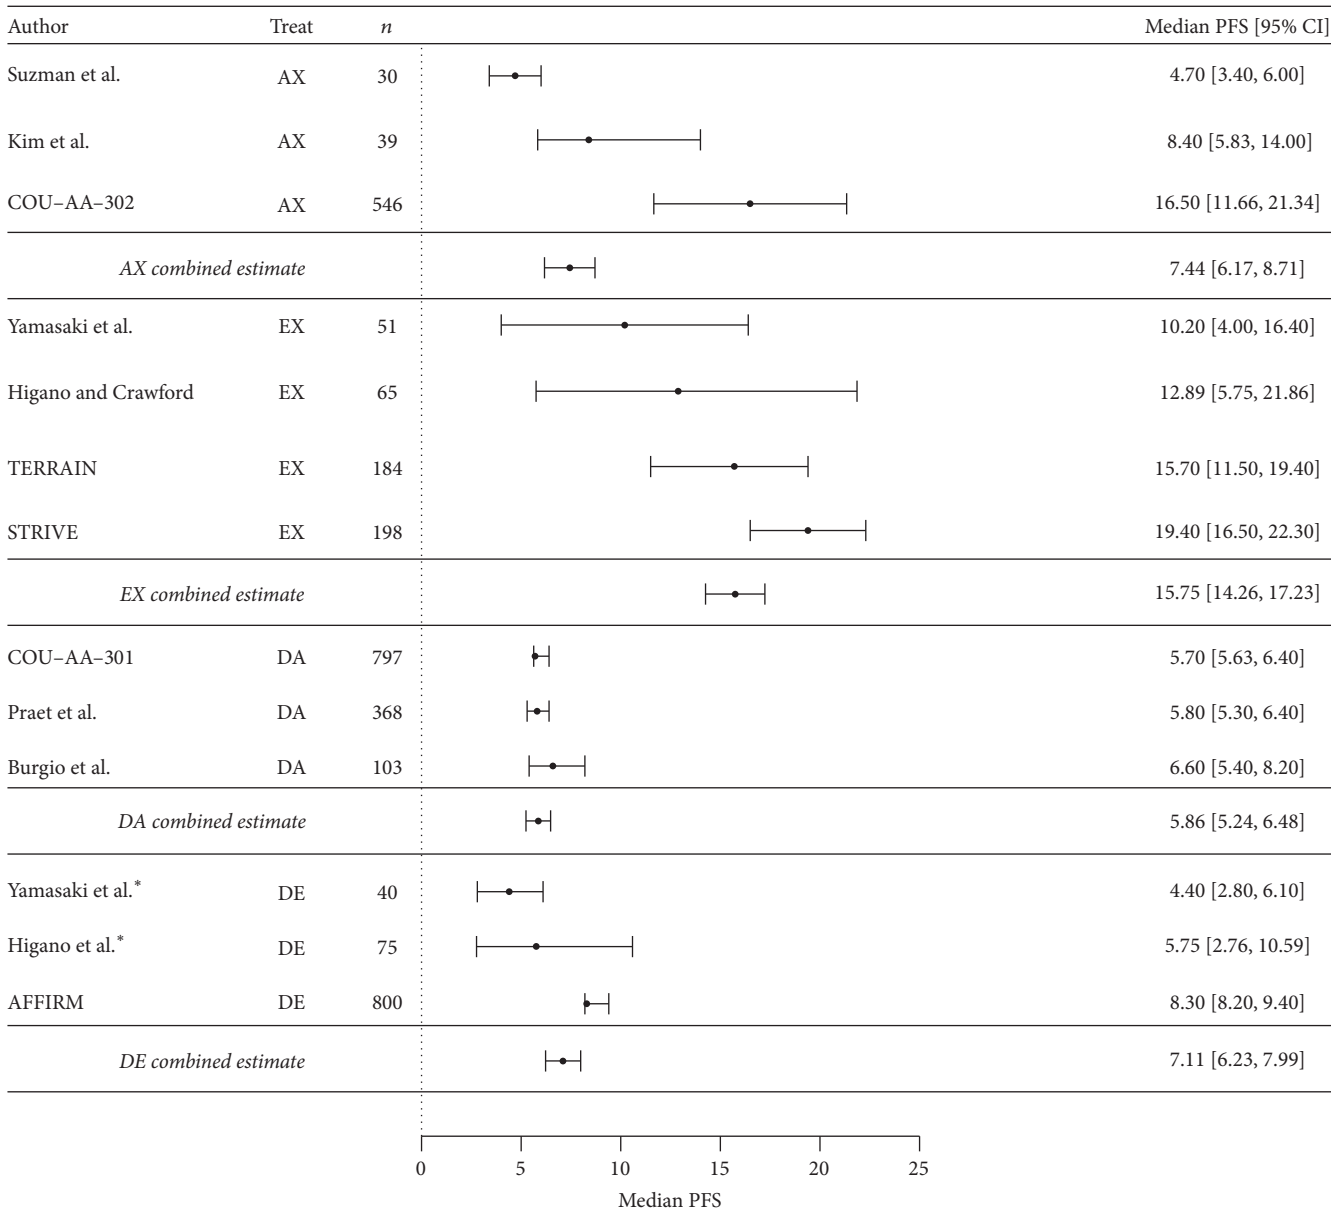 Author Treat n Median PFS [95% CI]
Suzman et al. AX 30 4.70 [3.40, 6.00]
Kim et al. AX 39 8.40 [5.83, 14.00]
COU–AA–302 AX 546 16.50 [11.66, 21.34]
AX combined estimate 7.44 [6.17, 8.71]
Yamasaki et al. EX 51 10.20 [4.00, 16.40]
Higano and Crawford EX 65 12.89 [5.75, 21.86]
TERRAIN EX 184 15.70 [11.50, 19.40]
STRIVE EX 198 19.40 [16.50, 22.30]
EX combined estimate 15.75 [14.26, 17.23]
COU–AA–301 DA 797 5.70 [5.63, 6.40]
Praet et al. DA 368 5.80 [5.30, 6.40]
Burgio et al. DA 103 6.60 [5.40, 8.20]
DA combined estimate 5.86 [5.24, 6.48]
Yamasaki et al.* DE 40 4.40 [2.80, 6.10]
Higano et al.* DE 75 5.75 [2.76, 10.59]
AFFIRM DE 800 8.30 [8.20, 9.40]
DE combined estimate 7.11 [6.23, 7.99]
0 5 10 15 20 25
Median PFS